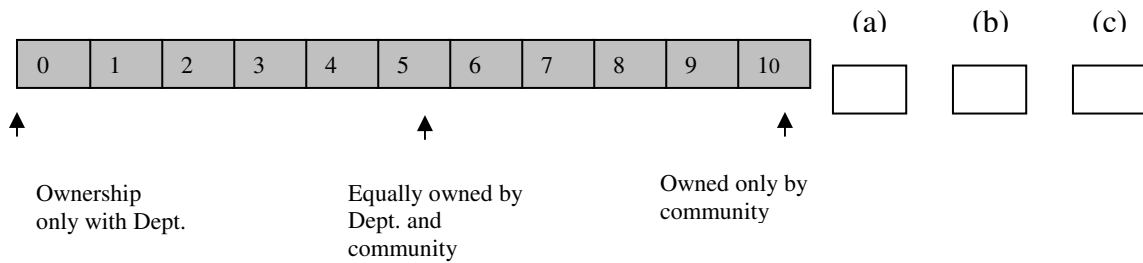 (a) (b) (c)
0 1 2 3 4 5 6 7 8 9 10
Ownership
only with Dept.
Equally owned by
Dept. and
community
Owned only by
community